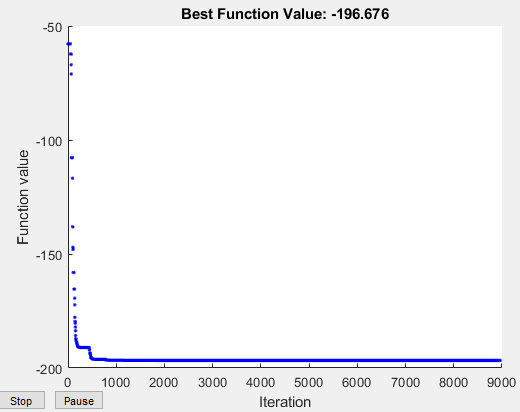 Best Function Value: -196.676
-50
-100
-150
-200
Function value
0 1000 2000 3000 4000 5000 6000 7000 8000 9000
Iteration
Stop Pause